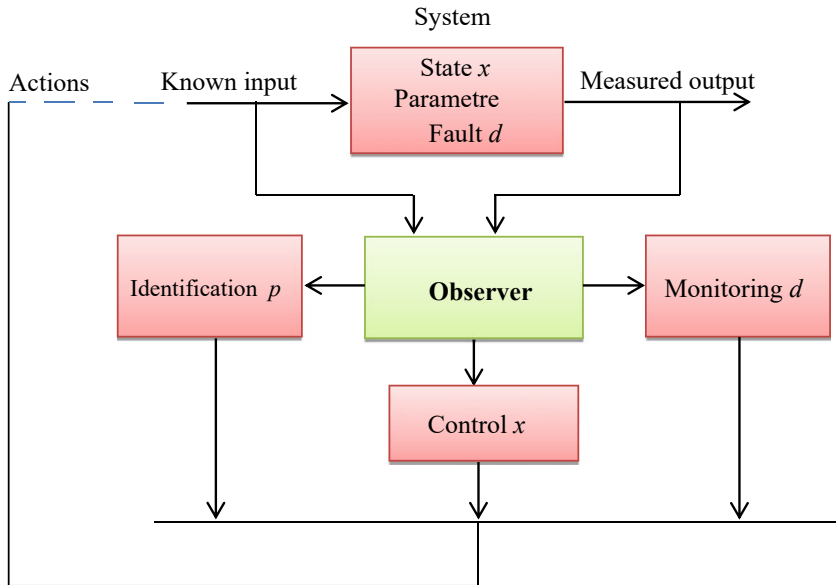 System
Actions
Known input
State x
Parametre
Fault d
Measured output
Identification p
Observer
Monitoring d
Control x